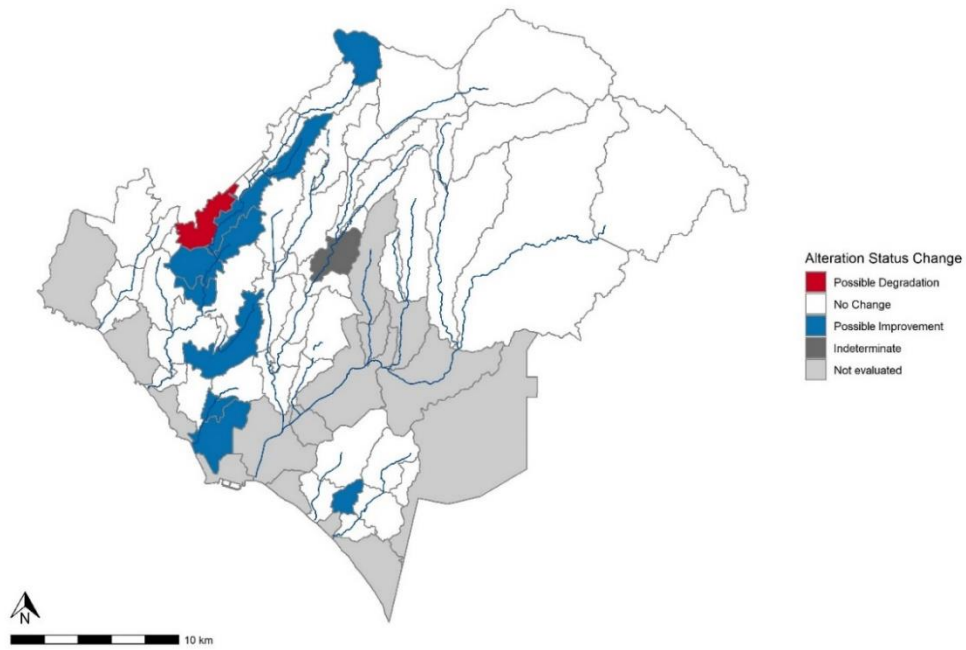 Alteration Status Change
Possible Degradation
No Change
Possible Improvement
Indeterminate
Not evaluated
N
10 km